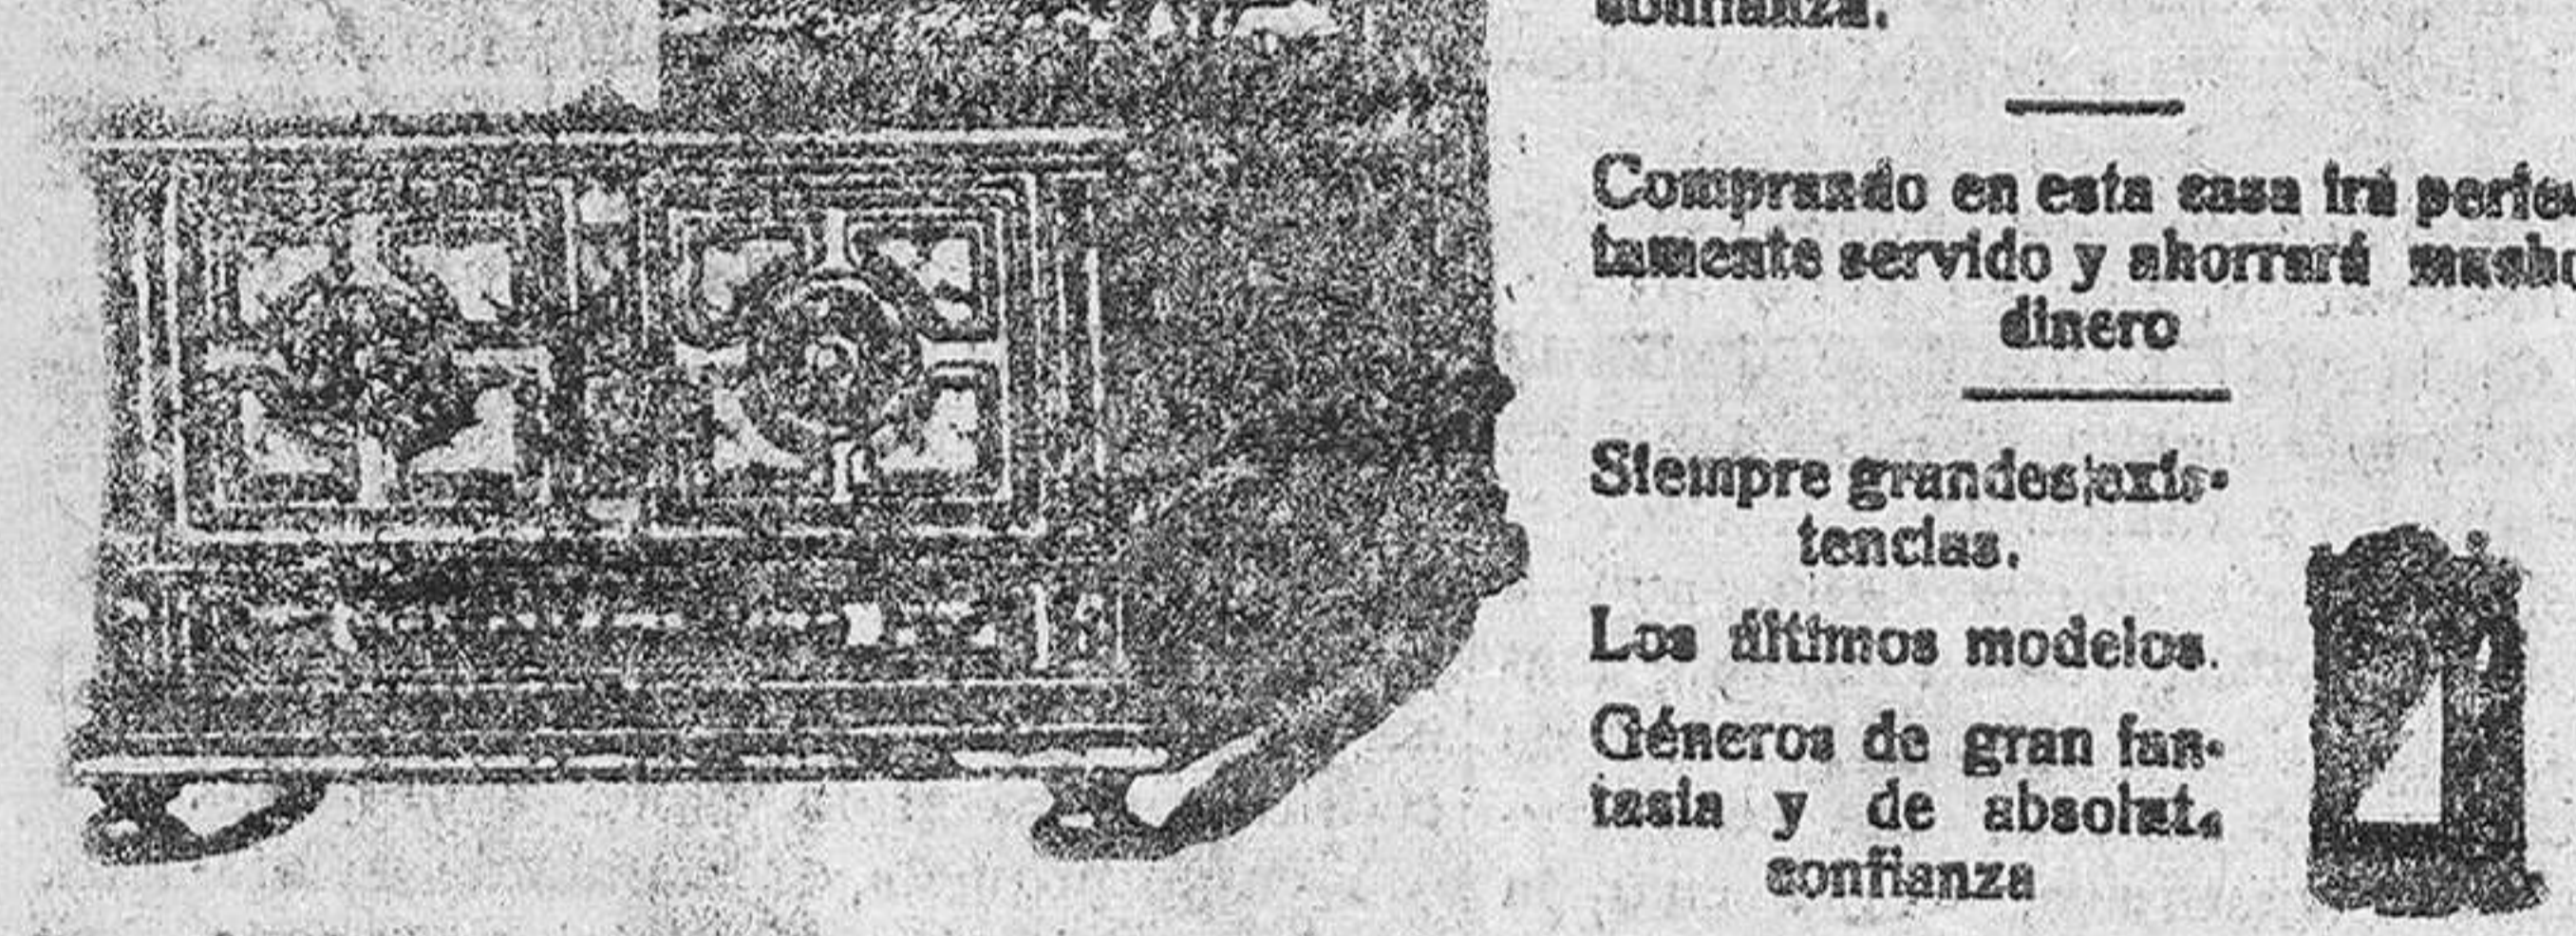 confianza.
Comprando en esta casa irá perfec
tamente servido y ahorrará mucho
dinero
Siempre grandes exis-
tencias.
Los últimos modelos.
Géneros de gran fan-
tasia y de absolut.
confianza